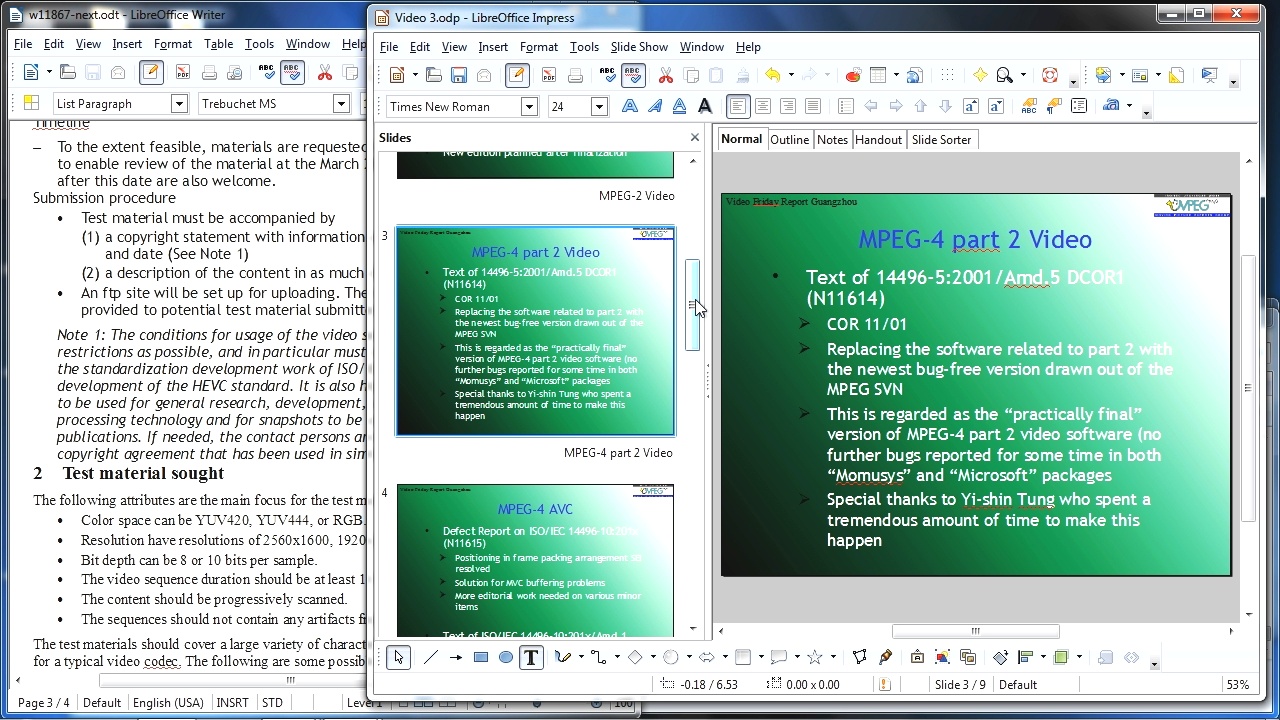 w11867-next.odt - LibreOffice Writer
File Edit View Insert Format Table Tools Window Help
List Paragraph
Trebuchet MS
Timeline
– To the extent feasible, materials are requested
to enable review of the material at the March
after this date are also welcome.
Submission procedure
• Test material must be accompanied by
(1) a copyright statement with information
and date (See Note 1)
(2) a description of the content in as much
• An ftp site will be set up for uploading. The
provided to potential test material submitt
Note 1: The conditions for usage of the video s
restrictions as possible, and in particular must
the standardization development work of ISO/
development of the HEVC standard. It is also h
to be used for general research, development,
processing technology and for snapshots to be
publications. If needed, the contact persons ar
copyright agreement that has been used in sim
2 Test material sought
The following attributes are the main focus for the test m
• Color space can be YUV420, YUV444, or RGB.
• Resolution have resolutions of 2560x1600, 1920
• Bit depth can be 8 or 10 bits per sample.
• The video sequence duration should be at least 1
• The content should be progressively scanned.
• The sequences should not contain any artifacts f
The test materials should cover a large variety of charact
for a typical video codec. The following are some possib
Page 3 / 4 Default English (USA) INSRT STD Level 1 100
Video 3.odp - LibreOffice Impress
File Edit View Insert Format Tools Slide Show Window Help
Times New Roman 24
Slides
New edition planned after finalization
MPEG-2 Video
3
Video Friday Report Guangzhou
MPEG
MPEG-4 part 2 Video
• Text of 14496-5:2001/Amd.5 DCOR1
(N11614)
COR 11/01
Replacing the software related to part 2 with
the newest bug-free version drawn out of the
MPEG SVN
This is regarded as the “practically final”
version of MPEG-4 part 2 video software (no
further bugs reported for some time in both
“Momusys” and “Microsoft” packages
Special thanks to Yi-shin Tung who spent a
tremendous amount of time to make this
happen
MPEG-4 part 2 Video
4
Video Friday Report Guangzhou
MPEG
MPEG-4 AVC
• Defect Report on ISO/IEC 14496-10:201x
(N11615)
Positioning in frame packing arrangement SEI
resolved
Solution for MVC buffering problems
More editorial work needed on various minor
items
Text of ISO/IEC 14496-10:201x/Amd.1
Normal Outline Notes Handout Slide Sorter
Video Friday Report Guangzhou
MPEG
MPEG-4 part 2 Video
• Text of 14496-5:2001/Amd.5 DCOR1
(N11614)
COR 11/01
Replacing the software related to part 2 with
the newest bug-free version drawn out of the
MPEG SVN
This is regarded as the “practically final”
version of MPEG-4 part 2 video software (no
further bugs reported for some time in both
“Momusys” and “Microsoft” packages
Special thanks to Yi-shin Tung who spent a
tremendous amount of time to make this
happen
-0.18 / 6.53 0.00 x 0.00 Slide 3 / 9 Default 53%